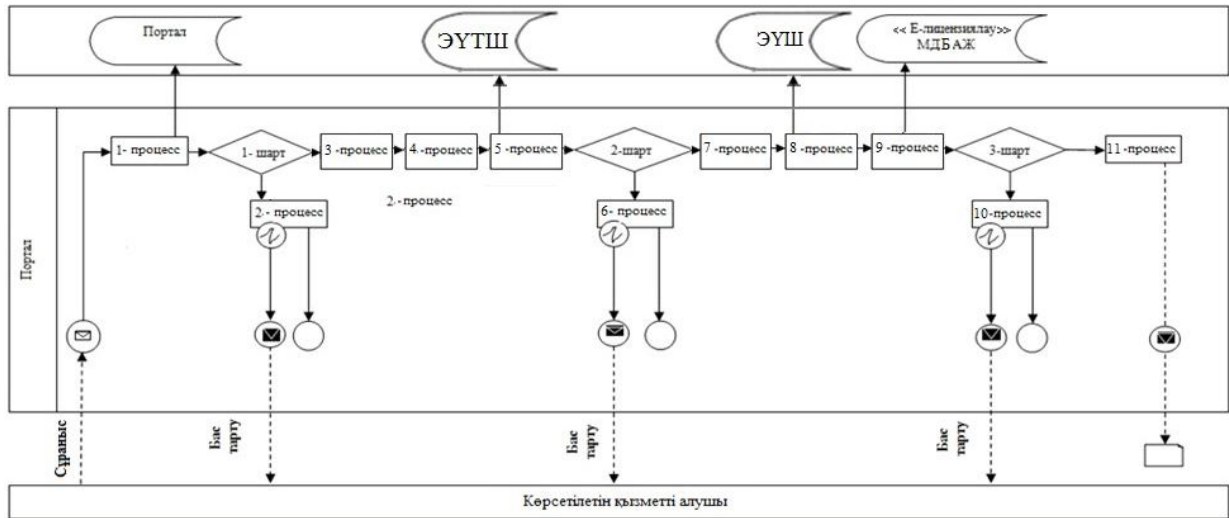 Портал
ЭҮТШ
ЭҮШ
<< Е-лицензиялау>>
МДБАЖ
Портал
1- процесс
1- шарт
3 -процесс
4.-процесс
5 -процесс
2-шарт
7 -процесс
8 -процесс
9 -процесс
3-шарт
11 -процесс
2.- процесс
2.- процесс
6- процесс
10-процесс
Сұраныс
Бас
тарту
Бас
тарту
Бас
тарту
Көрсетілетін қызметті алушы